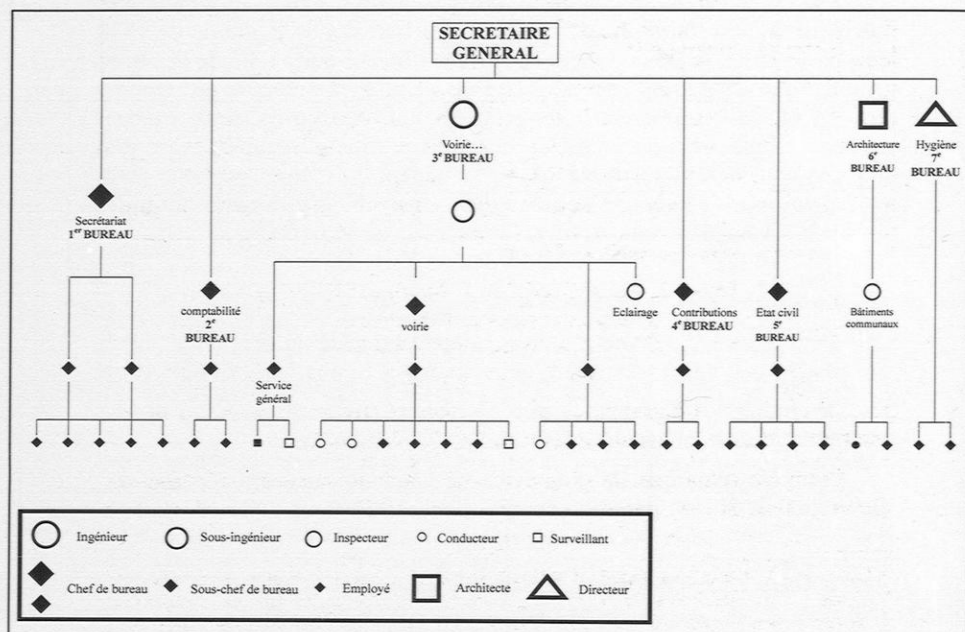 SECRETAIRE
GENERAL
Voirie…
3e BUREAU
Architecture
6e
BUREAU
Hygiène
7e
BUREAU
Secrétariat
1er BUREAU
comptabilité
2e
BUREAU
voirie
Eclairage
Contributions
4e BUREAU
Etat civil
5e
BUREAU
Bâtiments
communaux
Service
général
Ingénieur
Sous-ingénieur
Inspecteur
Conducteur
Surveillant
Chef de bureau
Sous-chef de bureau
Employé
Architecte
Directeur